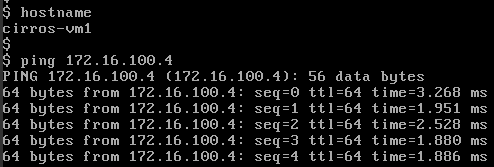 $ hostname
cirros-vm1
$
$ ping 172.16.100.4
PING 172.16.100.4 (172.16.100.4): 56 data bytes
64 bytes from 172.16.100.4: seq=0 ttl=64 time=3.268 ms
64 bytes from 172.16.100.4: seq=1 ttl=64 time=1.951 ms
64 bytes from 172.16.100.4: seq=2 ttl=64 time=2.528 ms
64 bytes from 172.16.100.4: seq=3 ttl=64 time=1.880 ms
64 bytes from 172.16.100.4: seq=4 ttl=64 time=1.886 ms